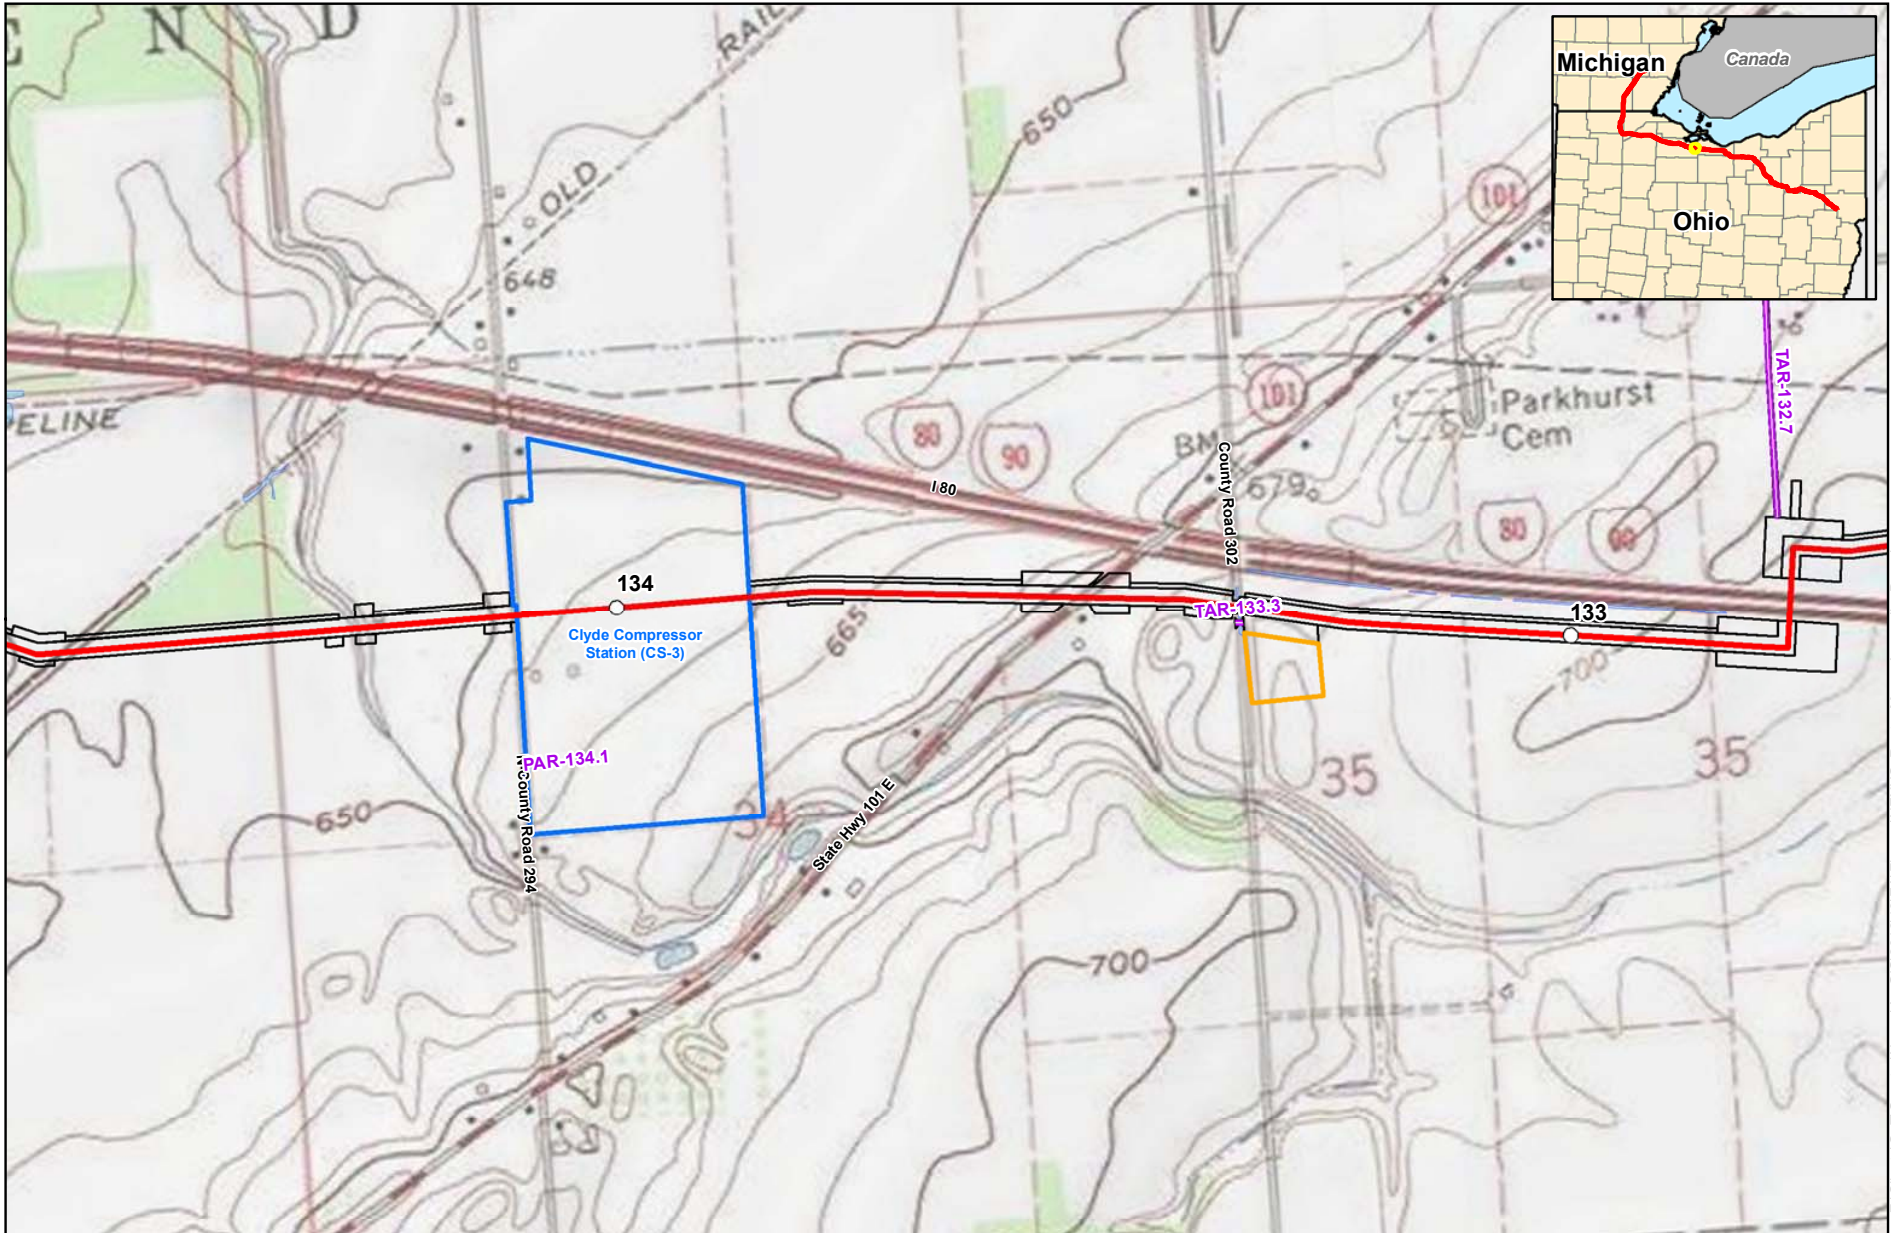 E N D
RAIL
Michigan
Canada
Ohio
650
OLD
101
648
TAR-132.7
101
Parkhurst
Cem
PELINE
80
90
BM
679
County Road 302
I 80
80
90
134
TAR-133.3
133
Clyde Compressor
Station (CS-3)
665
700
PAR-134.1
N County Road 294
35
35
650
34
State Hwy 101 E
700